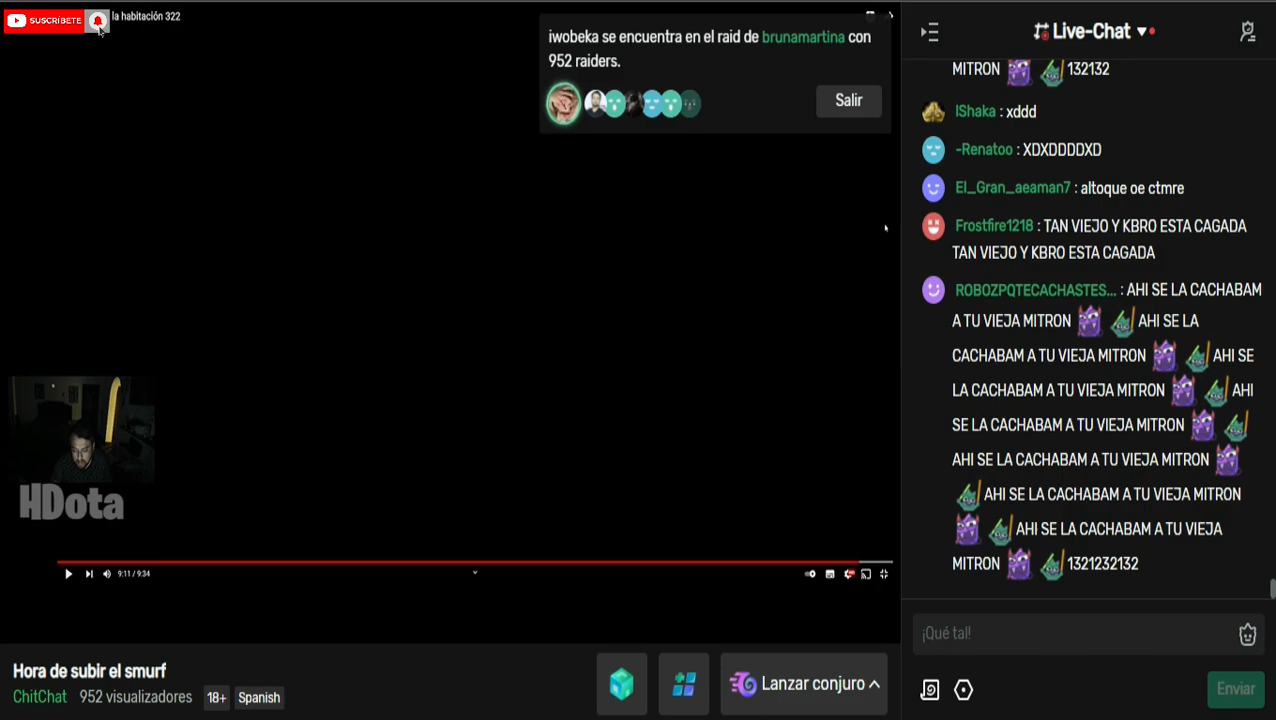 SUSCRÍBETE
la habitación 322
iwobeka se encuentra en el raid de brunamartina con
952 raiders.
Salir
HDota
9:11 / 9:34
Hora de subir el smurf
ChitChat 952 visualizadores 18+ Spanish
Lanzar conjuro
Live-Chat
MITRON 132132
IShaka : xddd
-Renatoo : XDXDDDDXD
El_Gran_aeaman7 : altoque oe ctmre
Frostfire1218 : TAN VIEJO Y KBRO ESTA CAGADA
TAN VIEJO Y KBRO ESTA CAGADA
ROBOZPQTECACHASTES... : AHI SE LA CACHABAM
A TU VIEJA MITRON AHI SE LA
CACHABAM A TU VIEJA MITRON AHI SE
LA CACHABAM A TU VIEJA MITRON AHI
SE LA CACHABAM A TU VIEJA MITRON
AHI SE LA CACHABAM A TU VIEJA MITRON
AHI SE LA CACHABAM A TU VIEJA MITRON
AHI SE LA CACHABAM A TU VIEJA
MITRON 1321232132
¡Qué tal!
Enviar